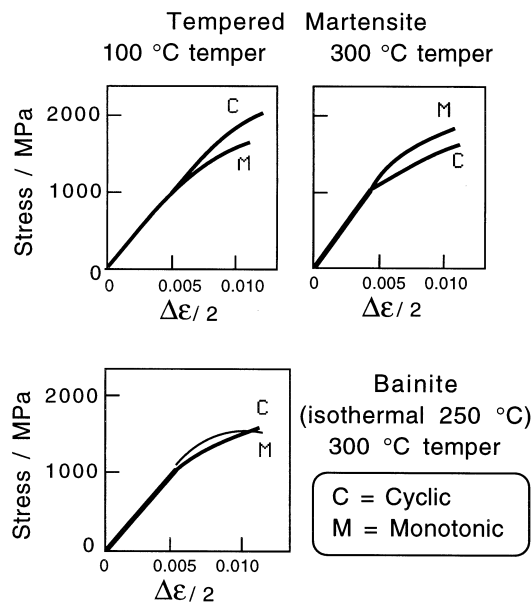 Tempered Martensite
100 °C temper
300 °C temper
Stress / MPa
2000
1000
0
C
M
0
0.005
0.010
Δε/ 2
M
C
0
0.005
0.010
Δε/ 2
Stress / MPa
2000
1000
0
C
M
0
0.005
0.010
Δε/ 2
Bainite
(isothermal 250 °C)
300 °C temper
C = Cyclic
M = Monotonic